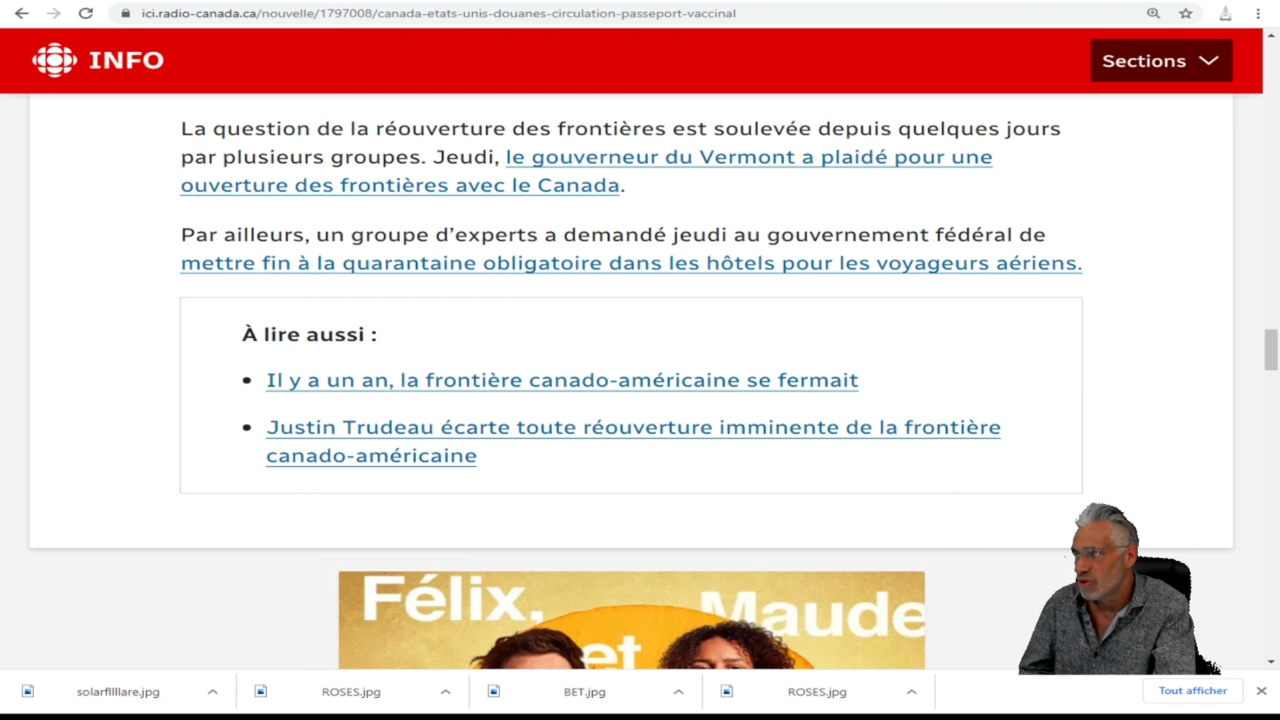 ici.radio-canada.ca/nouvelle/1797008/canada-etats-unis-douanes-circulation-passeport-vaccinal
INFO
Sections
La question de la réouverture des frontières est soulevée depuis quelques jours
par plusieurs groupes. Jeudi, le gouverneur du Vermont a plaidé pour une
ouverture des frontières avec le Canada.
Par ailleurs, un groupe d’experts a demandé jeudi au gouvernement fédéral de
mettre fin à la quarantaine obligatoire dans les hôtels pour les voyageurs aériens.
À lire aussi :
• Il y a un an, la frontière canado-américaine se fermait
• Justin Trudeau écarte toute réouverture imminente de la frontière
canado-américaine
Félix,
Maude
et
solarfllllare.jpg
ROSES.jpg
BET.jpg
ROSES.jpg
Tout afficher